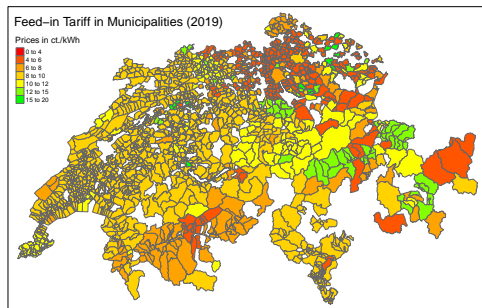 Feed-in Tariff in Municipalities (2019)
Prices in ct./kWh
0 to 4
4 to 6
6 to 8
8 to 10
10 to 12
12 to 15
15 to 20